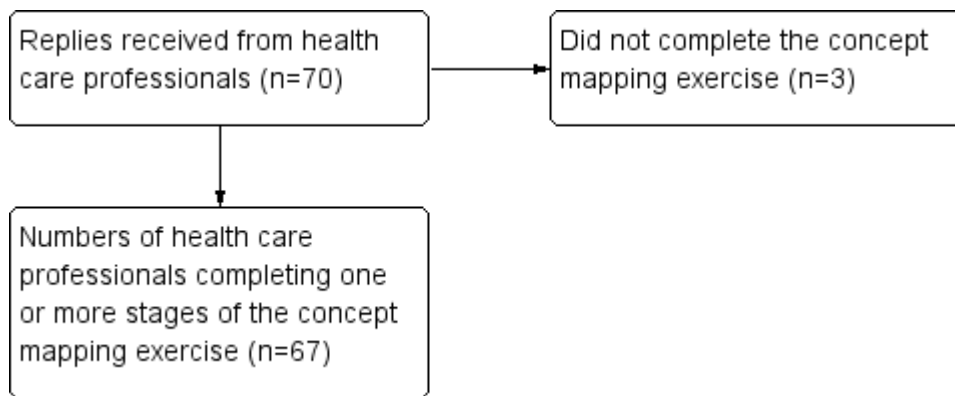 Replies received from health
care professionals (n=70)
Did not complete the concept
mapping exercise (n=3)
Numbers of health care
professionals completing one
or more stages of the concept
mapping exercise (n=67)